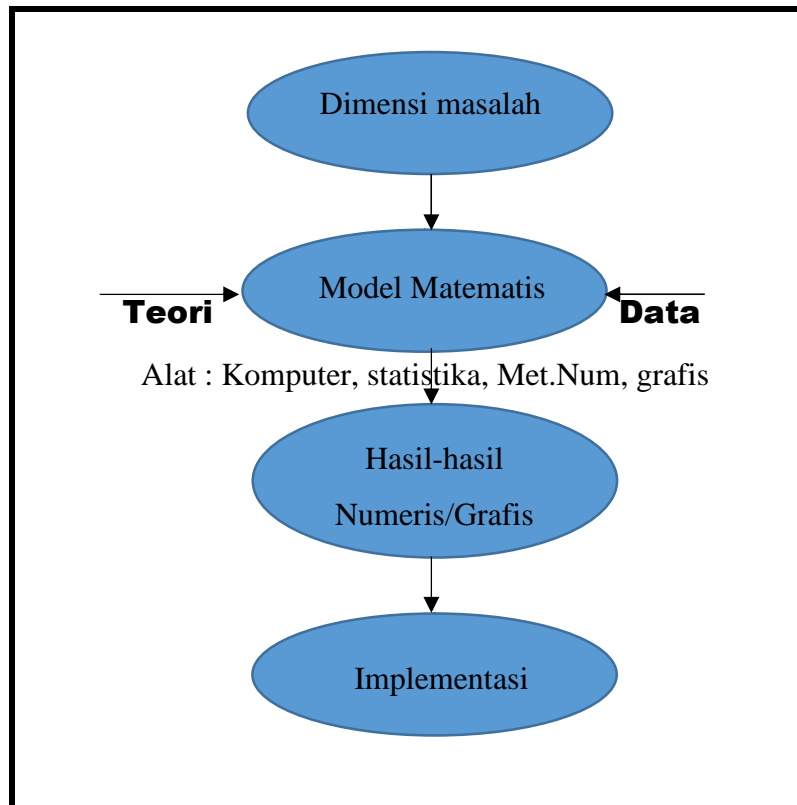 Dimensi masalah
Model Matematis
Teori
Data
Alat : Komputer, statistika, Met.Num, grafis
Hasil-hasil
Numeris/Grafis
Implementasi